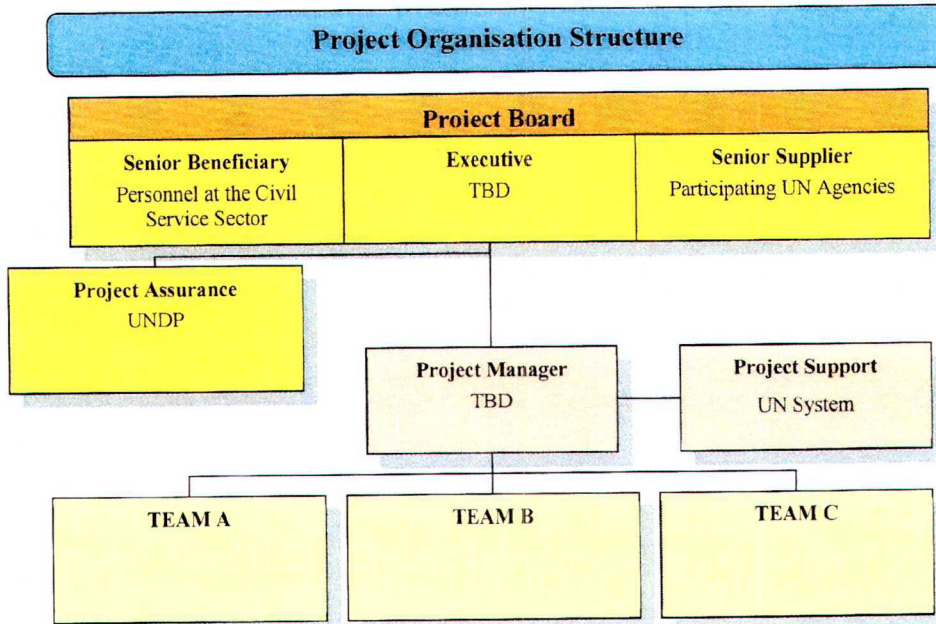 Project Organisation Structure
Project Board
Senior Beneficiary
Personnel at the Civil
Service Sector
Executive
TBD
Senior Supplier
Participating UN Agencies
Project Assurance
UNDP
Project Manager
TBD
Project Support
UN System
TEAM A
TEAM B
TEAM C